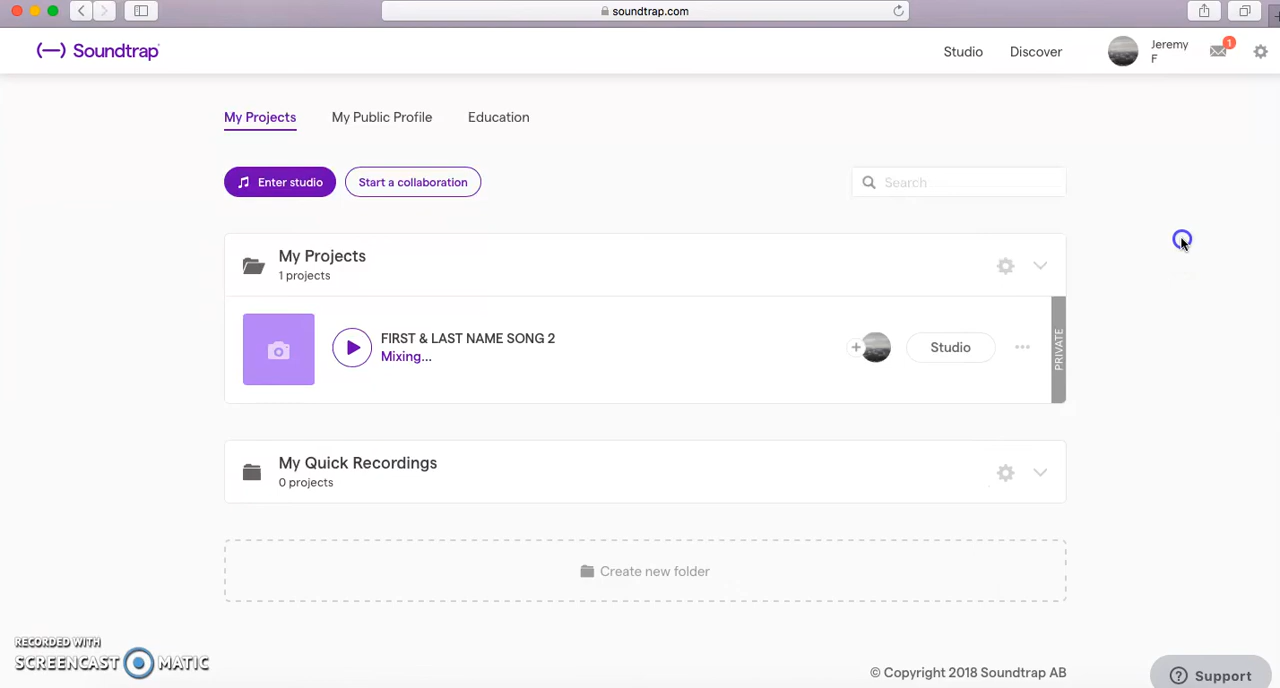 soundtrap.com
Soundtrap
Studio
Discover
Jeremy
F
1
My Projects
My Public Profile
Education
Enter studio
Start a collaboration
Search
My Projects
1 projects
FIRST & LAST NAME SONG 2
Mixing...
Studio
PRIVATE
My Quick Recordings
0 projects
Create new folder
RECORDED WITH
SCREENCAST MATIC
© Copyright 2018 Soundtrap AB
Support